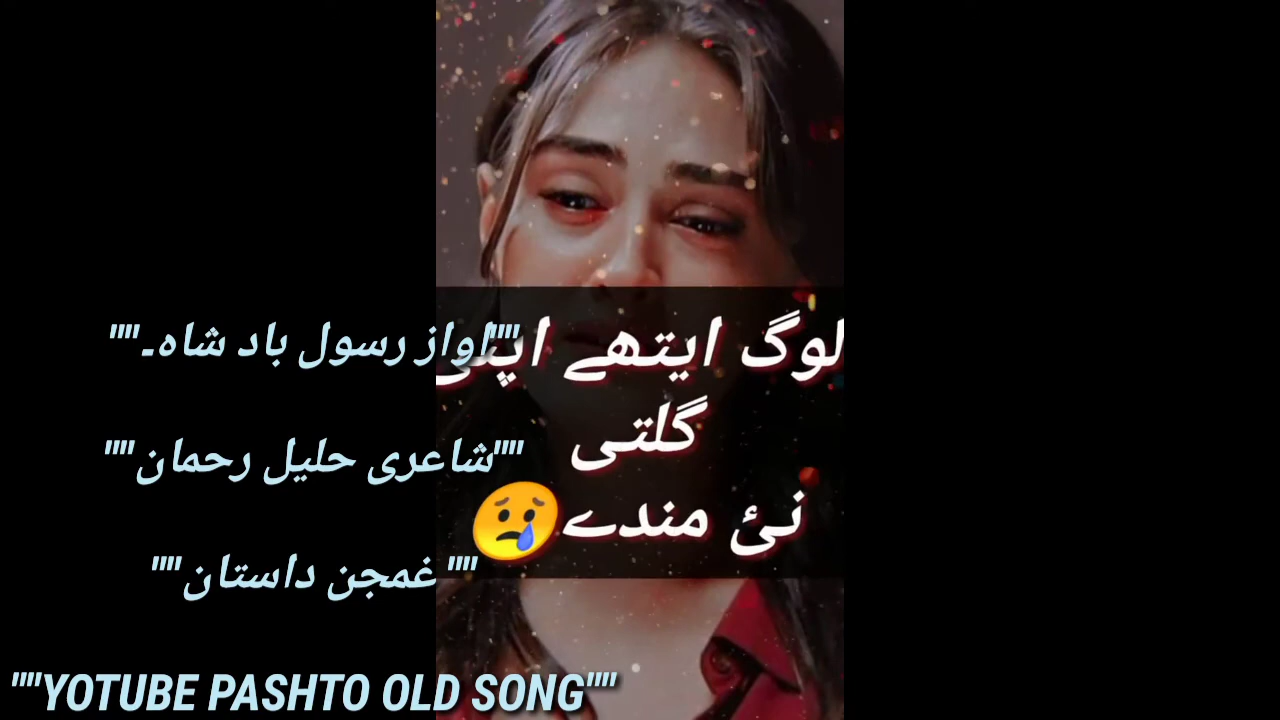 لوگ ایتھے اپنی
گلتی
نئ مندے😢
""اواز رسول باد شاہ۔""
""شاعری حلیل رحمان""
"" غمجن داستان""
""YOTUBE PASHTO OLD SONG""